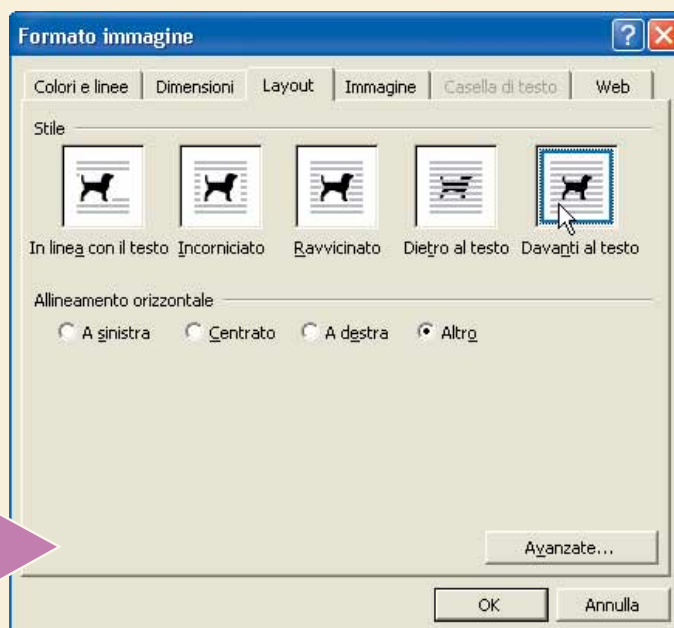 Formato immagine
Colori e linee Dimensioni Layout Immagine Casella di testo Web
Stile
In linea con il testo Incorniciato Ravvicinato Dietro al testo Davanti al testo
Allineamento orizzontale
A sinistra Centrato A destra Altro
Avanzate...
OK Annulla